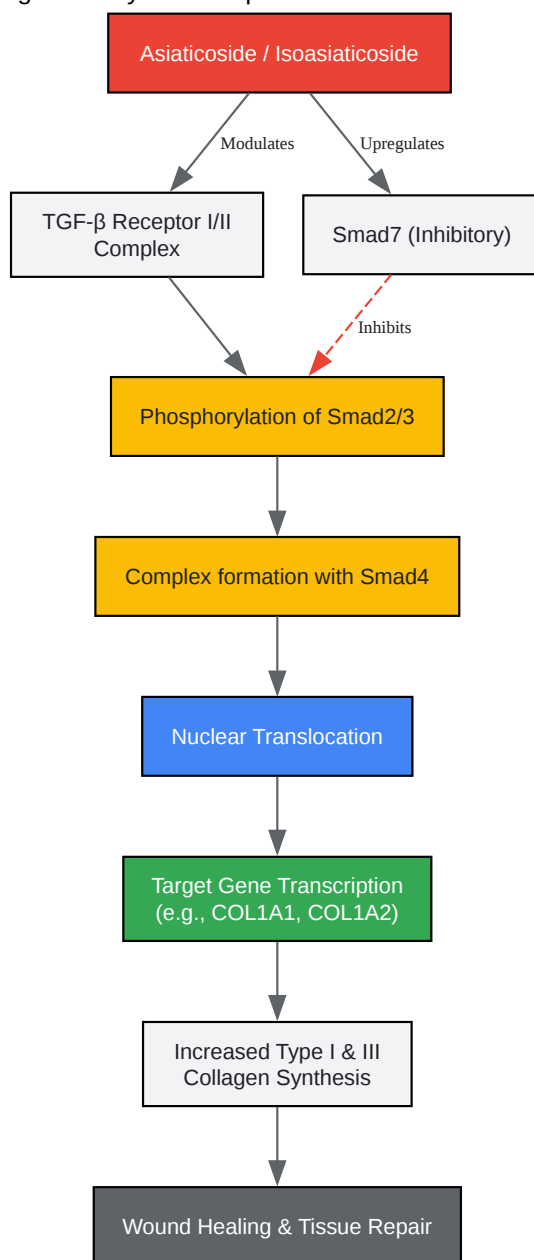 Asiaticoside / Isoasiaticoside
Modulates
Upregulates
TGF-β Receptor I/II
Complex
Smad7 (Inhibitory)
Inhibits
Phosphorylation of Smad2/3
Complex formation with Smad4
Nuclear Translocation
Target Gene Transcription
(e.g., COL1A1, COL1A2)
Increased Type I & III
Collagen Synthesis
Wound Healing & Tissue Repair